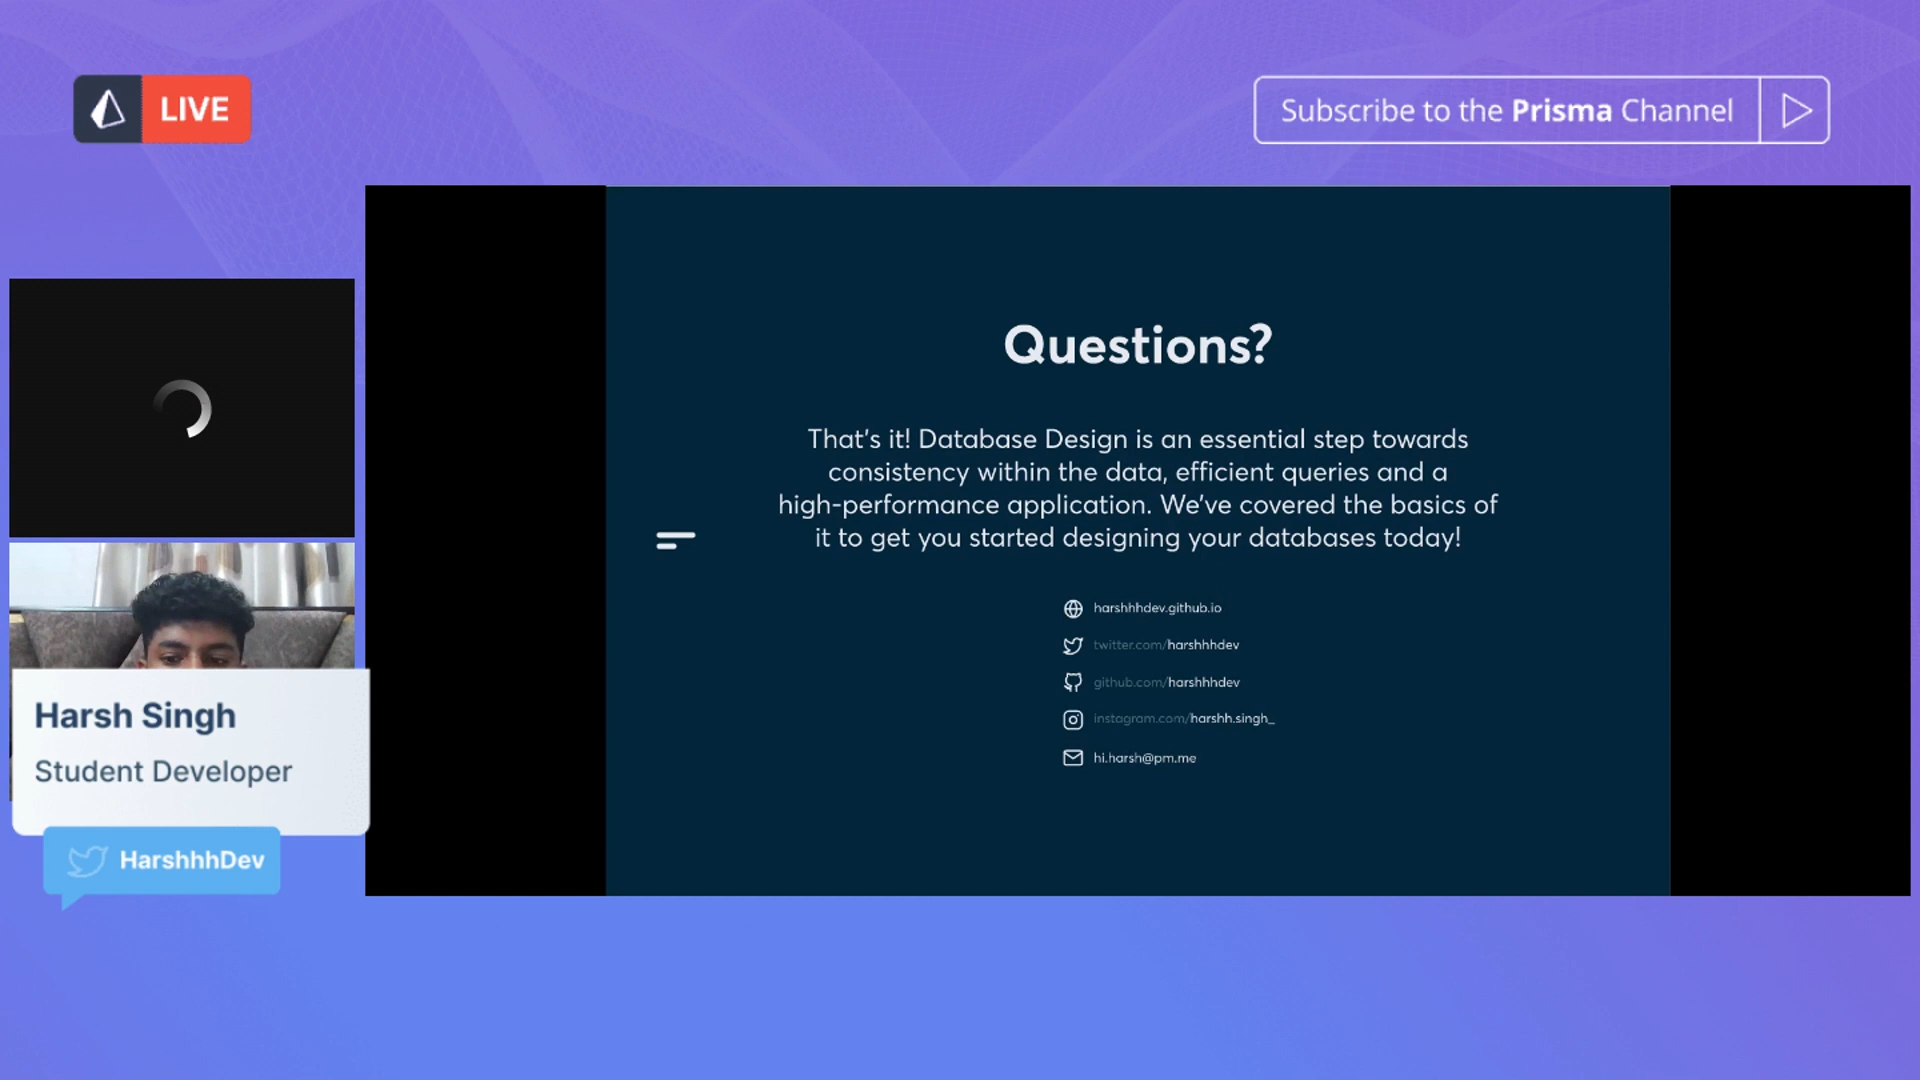 LIVE
Subscribe to the Prisma Channel
Questions?
That's it! Database Design is an essential step towards
consistency within the data, efficient queries and a
high-performance application. We've covered the basics of
it to get you started designing your databases today!
harshhhdev.github.io
twitter.com/harshhhdev
github.com/harshhhdev
instagram.com/harshh.singh_
hi.harsh@pm.me
Harsh Singh
Student Developer
HarshhhDev